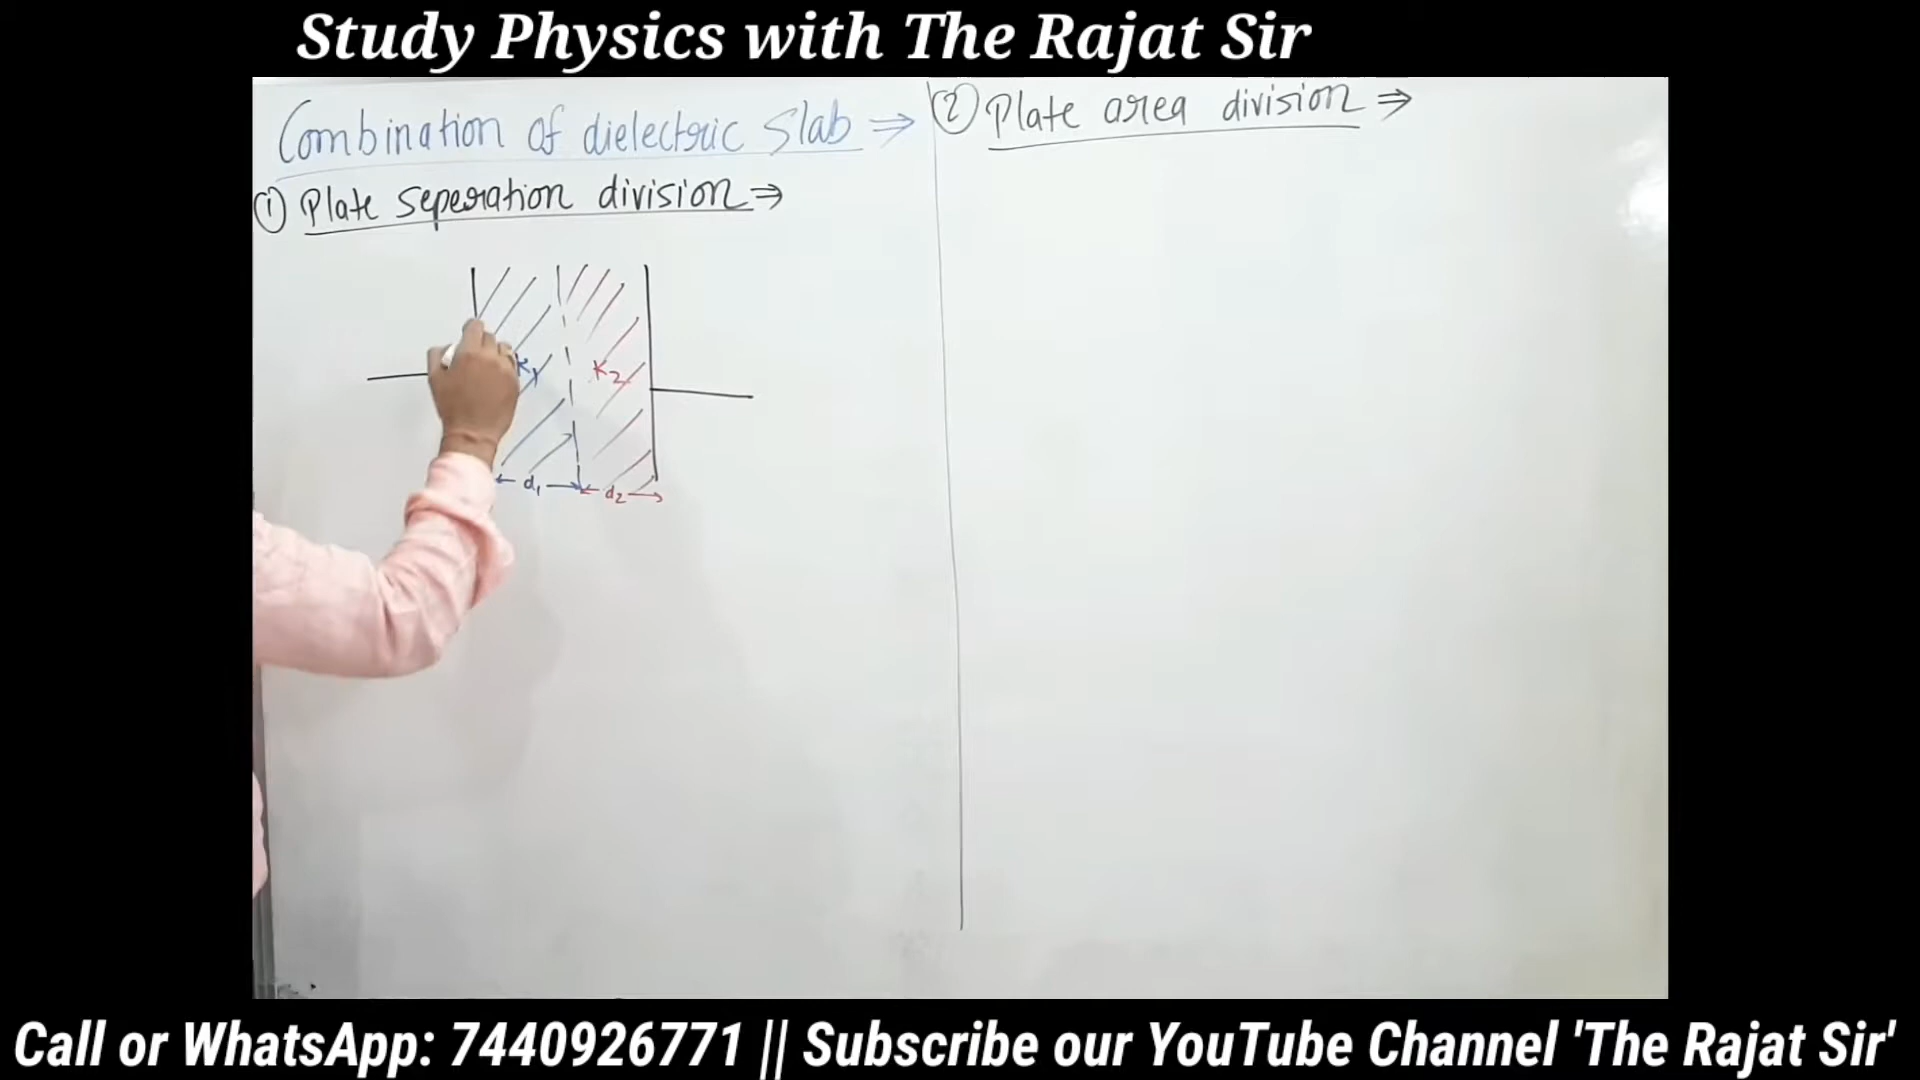 Study Physics with The Rajat Sir
Combination of dielectric Slab ⇒
① Plate seperation division ⇒
K1 K2
← d1 → ← d2 →
② Plate area division ⇒
Call or WhatsApp: 7440926771 || Subscribe our YouTube Channel 'The Rajat Sir'